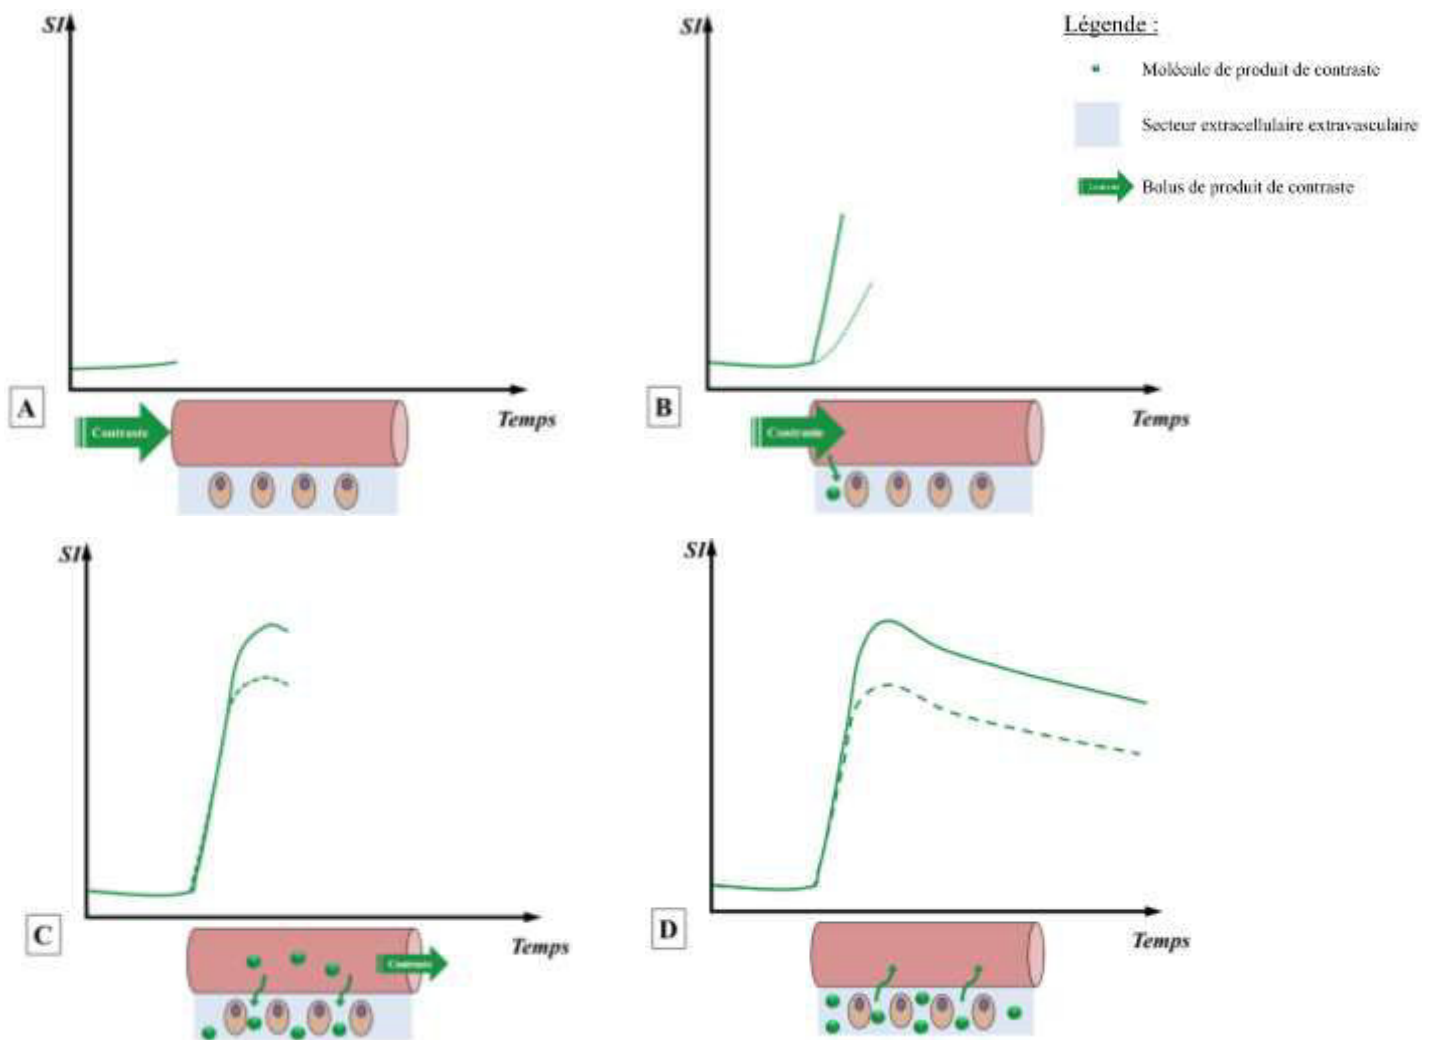 SI
Temps
A
Contraste
SI
Temps
B
Contraste
Légende :
Molécule de produit de contraste
Secteur extracellulaire extravasculaire
Bolus de produit de contraste
SI
Temps
C
Contraste
SI
Temps
D